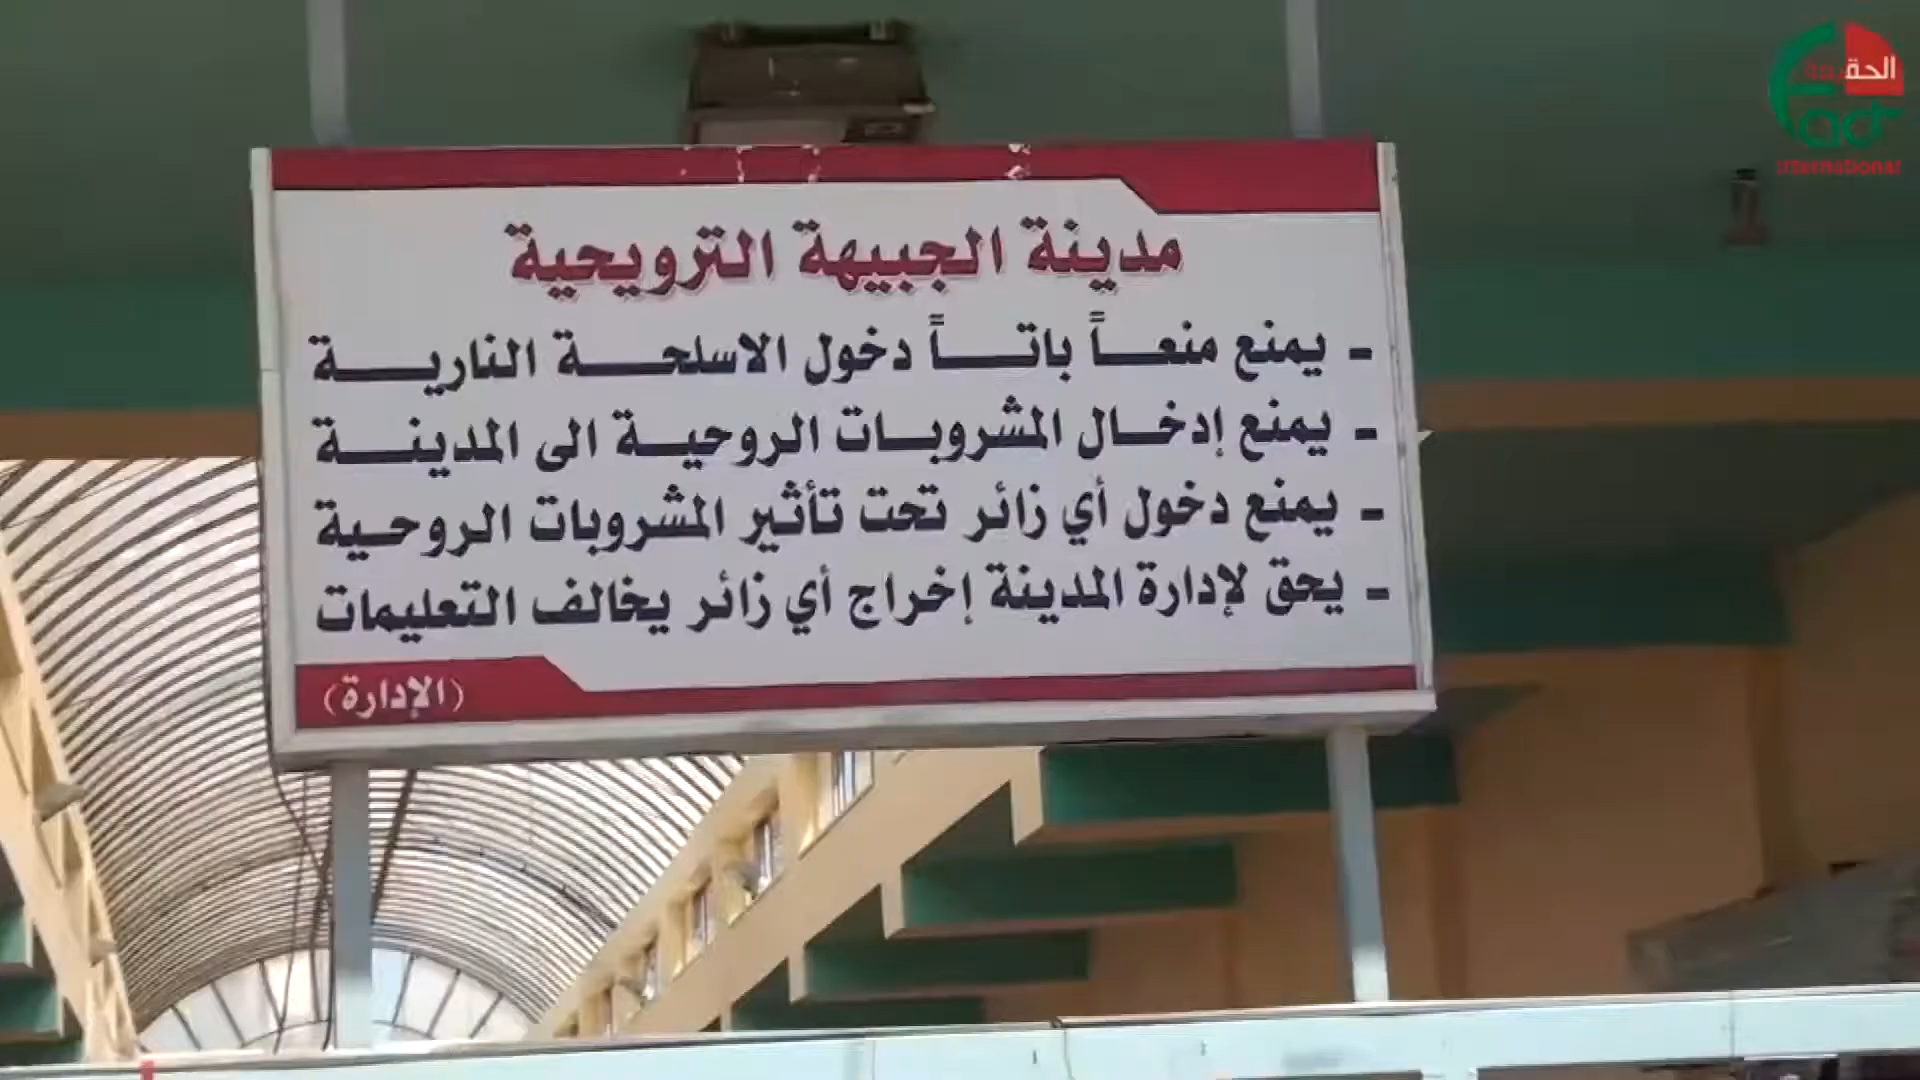 مدينة الجبيهة الترويحية
- يمنع منعاً باتاً دخول الاسلحة النارية
- يمنع إدخال المشروبات الروحية الى المدينة
- يمنع دخول أي زائر تحت تأثير المشروبات الروحية
- يحق لإدارة المدينة إخراج أي زائر يخالف التعليمات
(الإدارة)
International